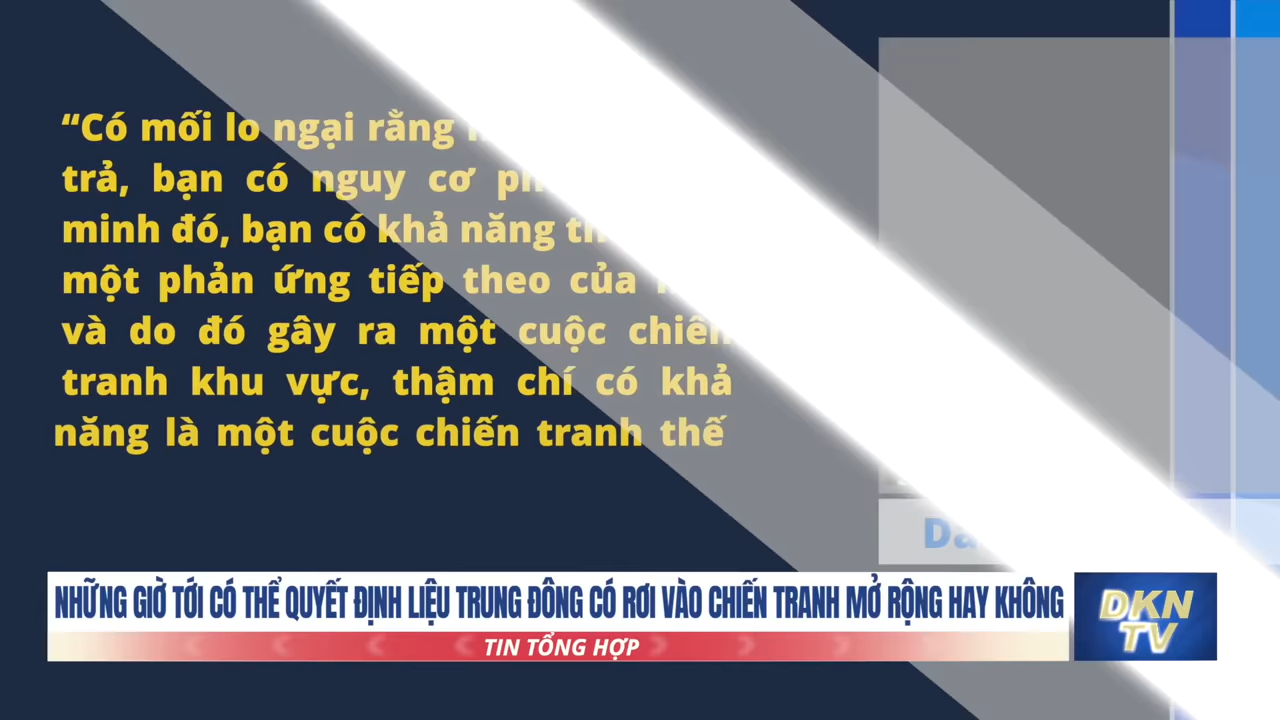 “Có mối lo ngại rằng
trả, bạn có nguy cơ
minh đó, bạn có khả năng
một phản ứng tiếp theo của
và do đó gây ra một cuộc chiến
tranh khu vực, thậm chí có khả
năng là một cuộc chiến tranh thế
NHỮNG GIỜ TỚI CÓ THỂ QUYẾT ĐỊNH LIỆU TRUNG ĐÔNG CÓ RƠI VÀO CHIẾN TRANH MỞ RỘNG HAY KHÔNG
TIN TỔNG HỢP
DKN
TV